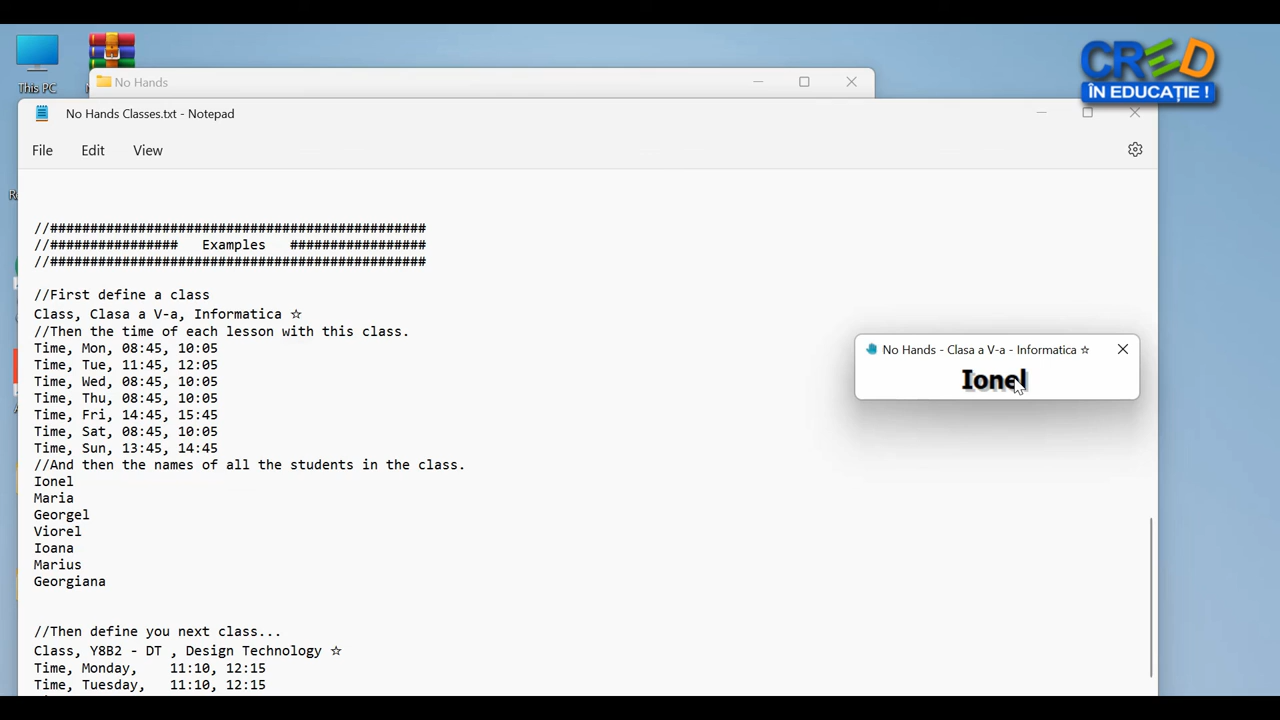 This PC
No Hands
CRED
ÎN EDUCAȚIE !
No Hands Classes.txt - Notepad
File Edit View
//###############################################
//################ Examples #################
//###############################################
//First define a class
Class, Clasa a V-a, Informatica ☆
//Then the time of each lesson with this class.
Time, Mon, 08:45, 10:05
Time, Tue, 11:45, 12:05
Time, Wed, 08:45, 10:05
Time, Thu, 08:45, 10:05
Time, Fri, 14:45, 15:45
Time, Sat, 08:45, 10:05
Time, Sun, 13:45, 14:45
//And then the names of all the students in the class.
Ionel
Maria
Georgel
Viorel
Ioana
Marius
Georgiana
//Then define you next class...
Class, Y8B2 - DT , Design Technology ☆
Time, Monday, 11:10, 12:15
Time, Tuesday, 11:10, 12:15
No Hands - Clasa a V-a - Informatica ☆
Ionel